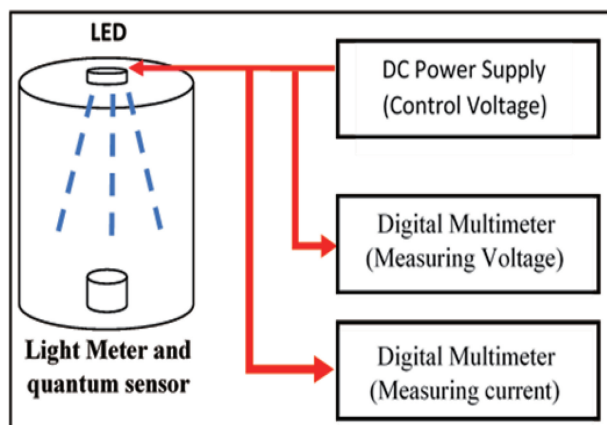 LED
DC Power Supply
(Control Voltage)
Digital Multimeter
(Measuring Voltage)
Light Meter and
quantum sensor
Digital Multimeter
(Measuring current)